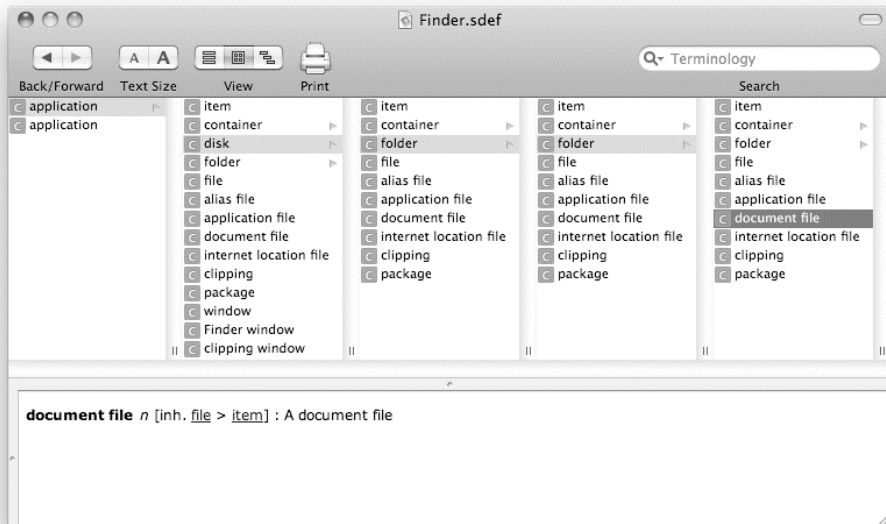 Finder.sdef
A A
Terminology
Back/Forward Text Size View Print Search
C application
C application
C item
C container
C disk
C folder
C file
C alias file
C application file
C document file
C internet location file
C clipping
C package
C window
C Finder window
C clipping window
C item
C container
C folder
C file
C alias file
C application file
C document file
C internet location file
C clipping
C package
C item
C container
C folder
C file
C alias file
C application file
C document file
C internet location file
C clipping
C package
C item
C container
C folder
C file
C alias file
C application file
C document file
C internet location file
C clipping
C package
document file n [inh. file > item] : A document file